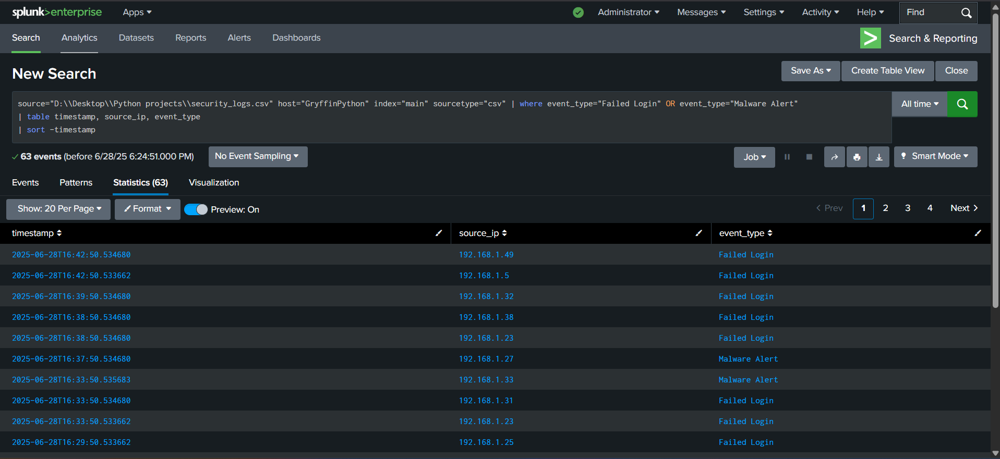 splunk>enterprise Apps Administrator Messages Settings Activity Help Find
Search Analytics Datasets Reports Alerts Dashboards Search & Reporting
New Search Save As Create Table View Close
source="D:\\Desktop\\Python projects\\security_logs.csv" host="GryffinPython" index="main" sourcetype="csv" | where event_type="Failed Login" OR event_type="Malware Alert" All time
| table timestamp, source_ip, event_type
| sort -timestamp
63 events (before 6/28/25 6:24:51.000 PM) No Event Sampling Job Smart Mode
Events Patterns Statistics (63) Visualization
Show: 20 Per Page Format Preview: On Prev 1 2 3 4 Next
timestamp source_ip event_type
2025-06-28T16:42:50.534680 192.168.1.49 Failed Login
2025-06-28T16:42:50.533662 192.168.1.5 Failed Login
2025-06-28T16:39:50.534680 192.168.1.32 Failed Login
2025-06-28T16:38:50.534680 192.168.1.38 Failed Login
2025-06-28T16:38:50.534680 192.168.1.23 Failed Login
2025-06-28T16:37:50.534680 192.168.1.27 Malware Alert
2025-06-28T16:33:50.535683 192.168.1.33 Malware Alert
2025-06-28T16:33:50.534680 192.168.1.31 Failed Login
2025-06-28T16:33:50.533662 192.168.1.23 Failed Login
2025-06-28T16:29:50.533662 192.168.1.25 Failed Login